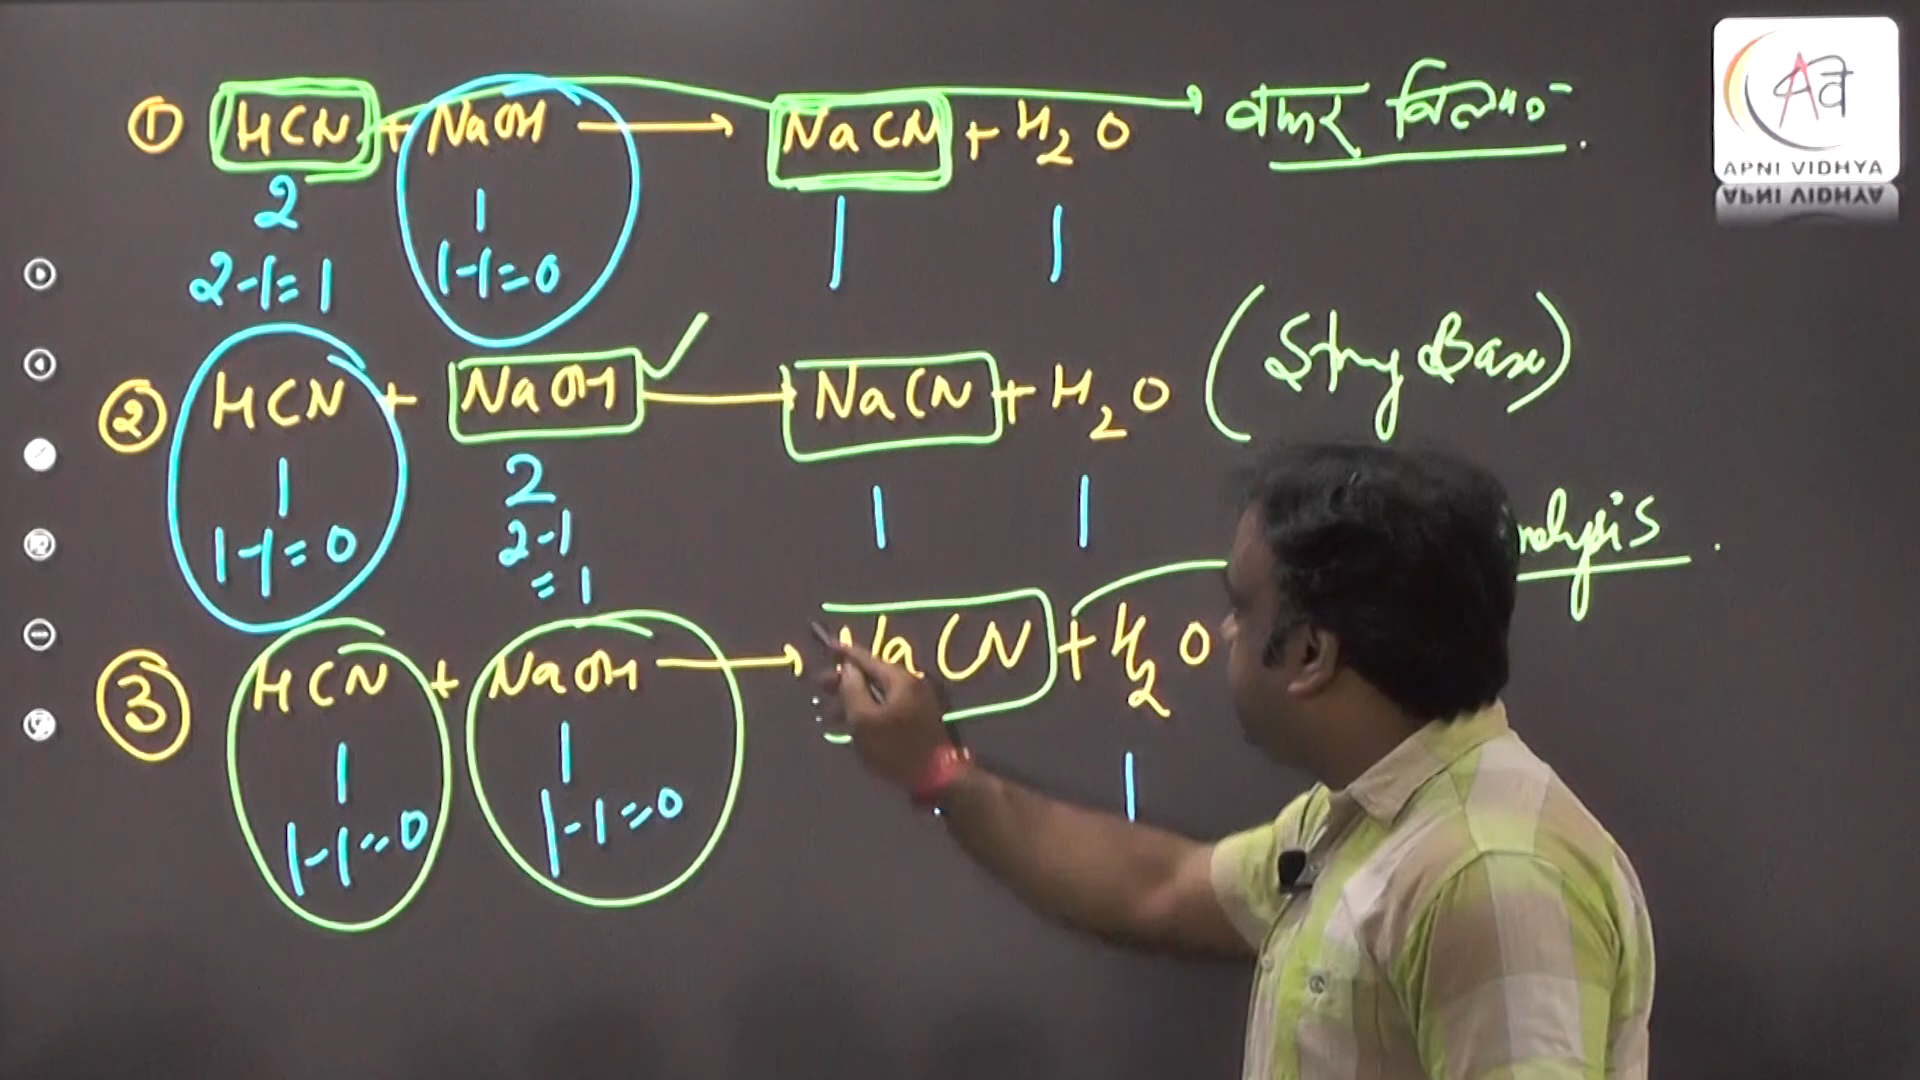 ① HCN + NaOH → NaCN + H₂O → बफर विलयन.
2 1 1 1
2-1=1 1-1=0
② HCN + NaOH → NaCN + H₂O (Strong Base)
1 2 1 1
1-1=0 2-1
=1
③ HCN + NaOH → NaCN + H₂O
1 1 1
1-1=0 1-1=0
Av
APNI VIDHYA